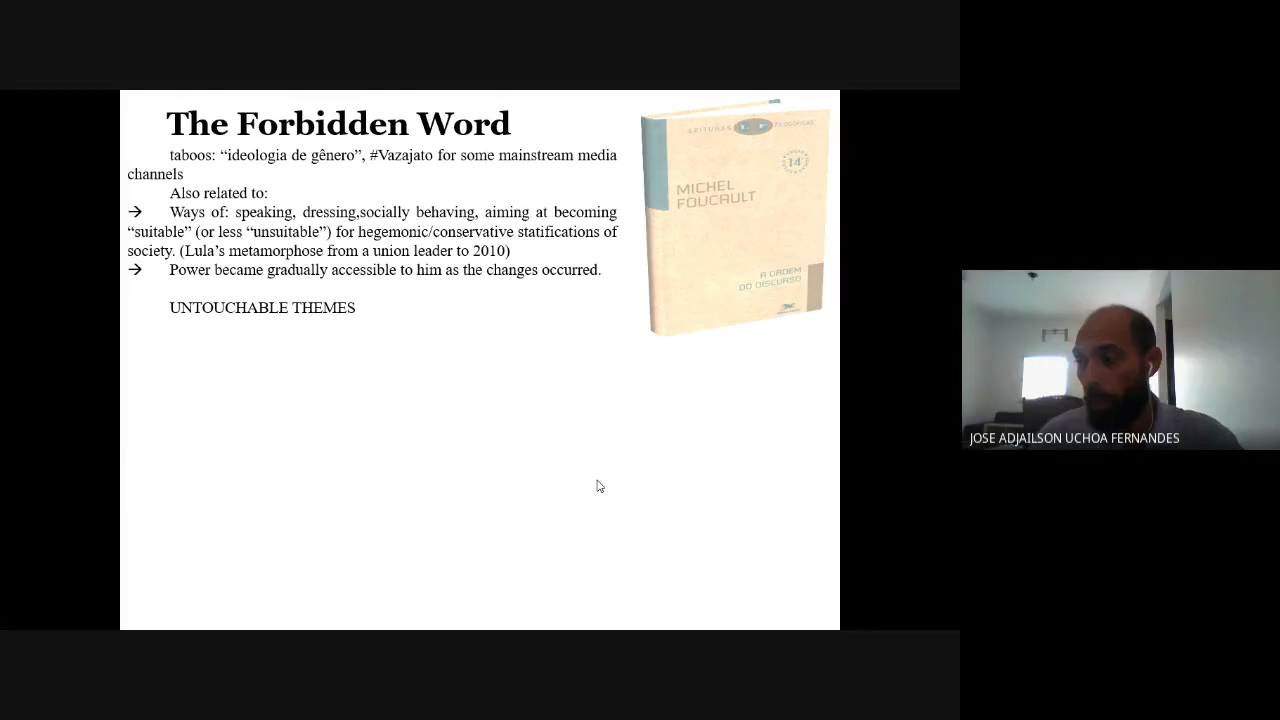 The Forbidden Word
taboos: “ideologia de gênero”, #Vazajato for some mainstream media
channels
Also related to:
→ Ways of: speaking, dressing,socially behaving, aiming at becoming
“suitable” (or less “unsuitable”) for hegemonic/conservative statifications of
society. (Lula’s metamorphose from a union leader to 2010)
→ Power became gradually accessible to him as the changes occurred.
UNTOUCHABLE THEMES
LEITURAS FILOSÓFICAS
14
MICHEL
FOUCAULT
A ORDEM
DO DISCURSO
JOSE ADJAILSON UCHOA FERNANDES